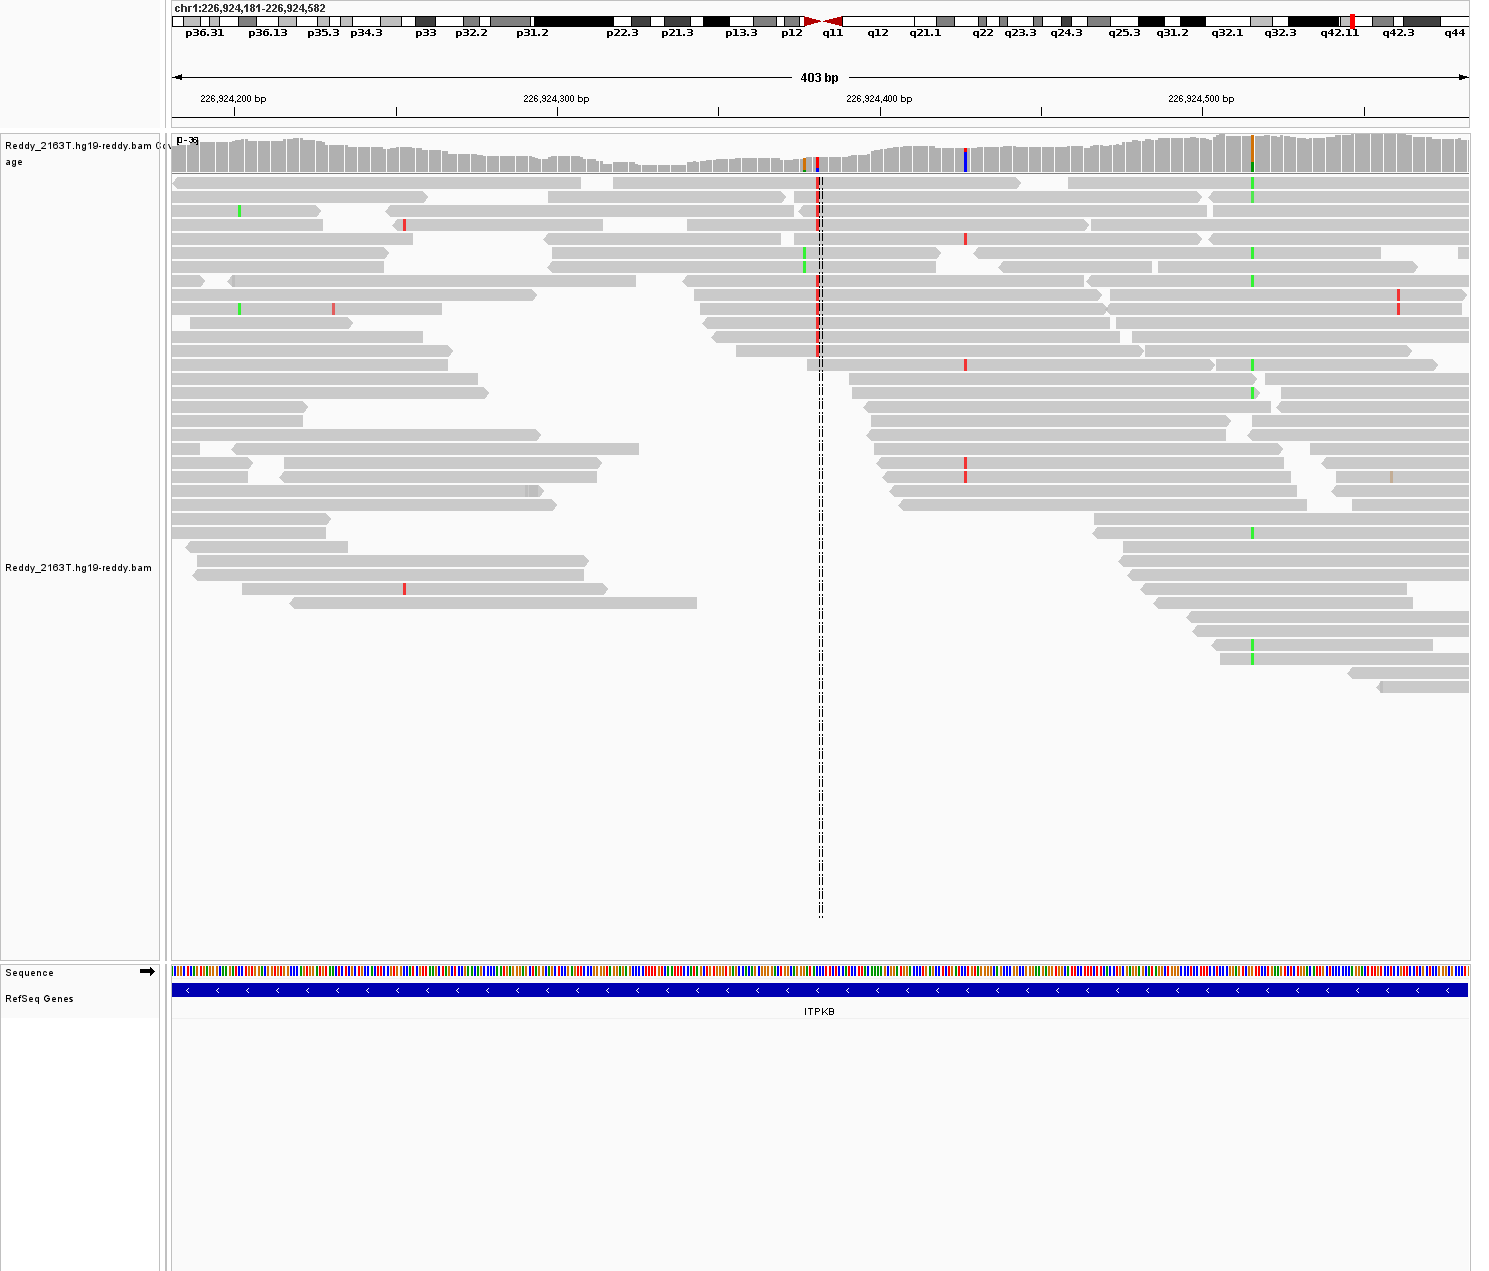 chr1:226,924,181-226,924,582
p36.31 p36.13 p35.3 p34.3 p33 p32.2 p31.2 p22.3 p21.3 p13.3 p12 q11 q12 q21.1 q22 q23.3 q24.3 q25.3 q31.2 q32.1 q32.3 q42.11 q42.3 q44
403 bp
226,924,200 bp 226,924,300 bp 226,924,400 bp 226,924,500 bp
Reddy_2163T.hg19-reddy.bam Cov
age
Reddy_2163T.hg19-reddy.bam
Sequence
RefSeq Genes
ITPKB